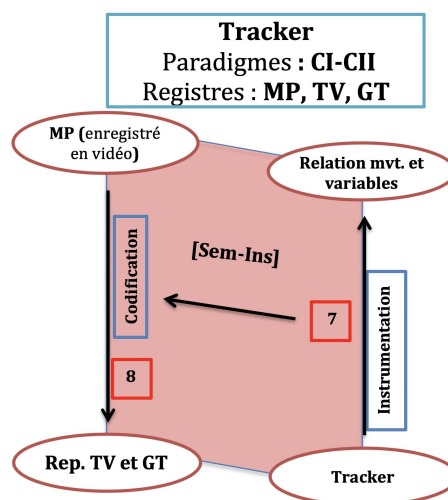 Tracker
Paradigmes : CI-CII
Registres : MP, TV, GT
MP (enregistré
en vidéo)
Relation mvt. et
variables
[Sem-Ins]
Codification
7
Instrumentation
8
Rep. TV et GT
Tracker